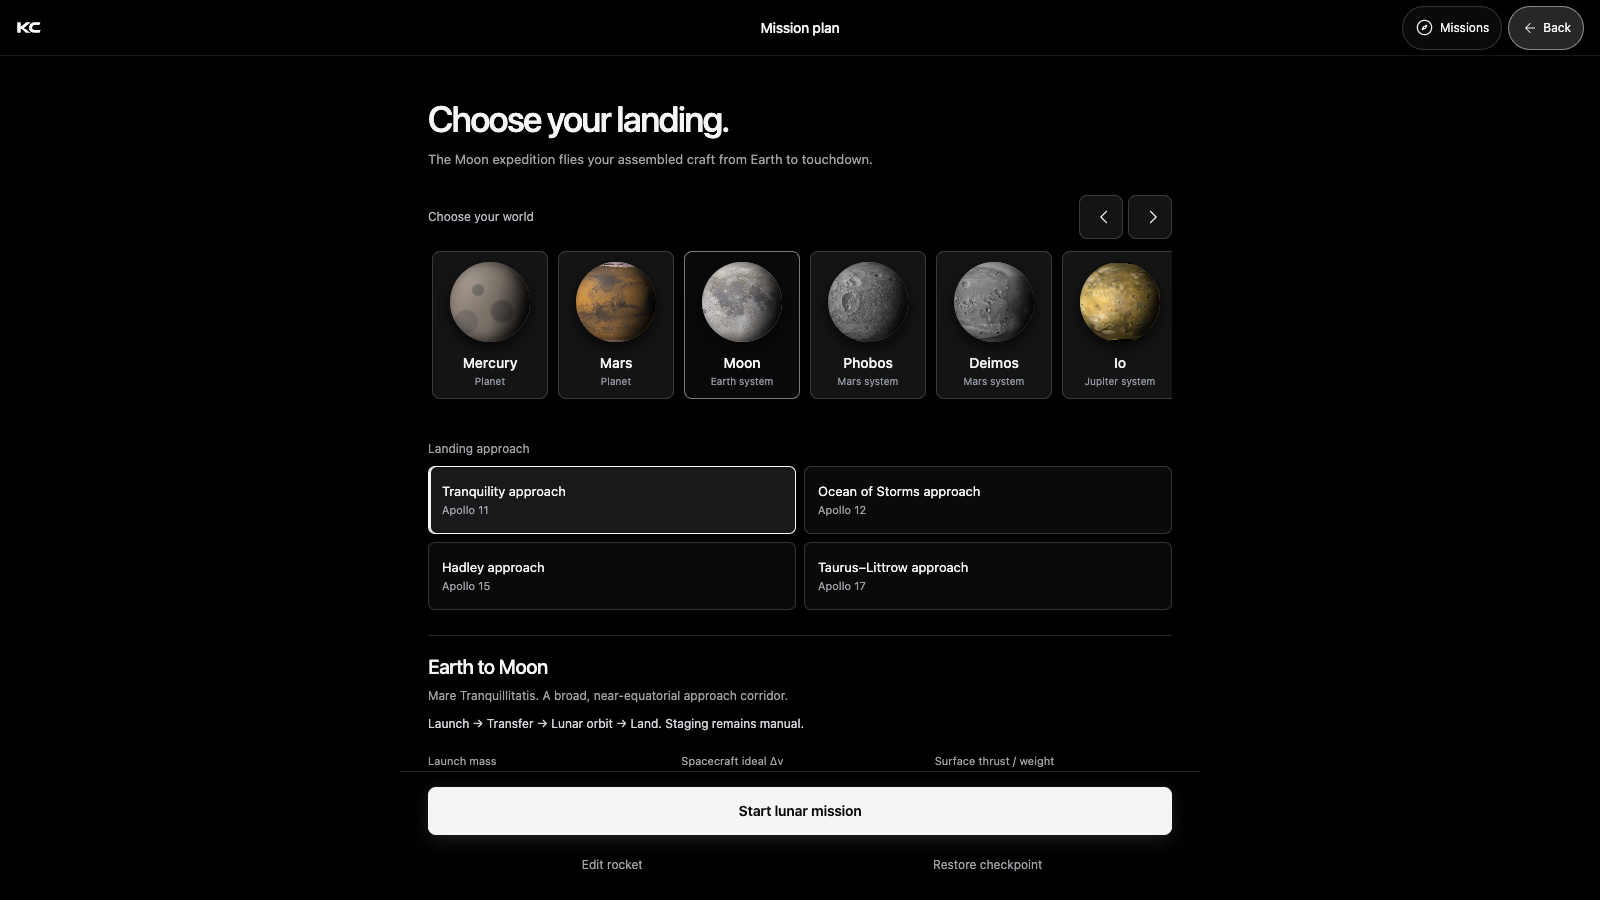 KC
Mission plan
Missions
← Back
Choose your landing.
The Moon expedition flies your assembled craft from Earth to touchdown.
Choose your world
Mercury
Planet
Mars
Planet
Moon
Earth system
Phobos
Mars system
Deimos
Mars system
Io
Jupiter system
Landing approach
Tranquility approach
Apollo 11
Ocean of Storms approach
Apollo 12
Hadley approach
Apollo 15
Taurus–Littrow approach
Apollo 17
Earth to Moon
Mare Tranquillitatis. A broad, near-equatorial approach corridor.
Launch → Transfer → Lunar orbit → Land. Staging remains manual.
Launch mass
Spacecraft ideal Δv
Surface thrust / weight
Start lunar mission
Edit rocket
Restore checkpoint